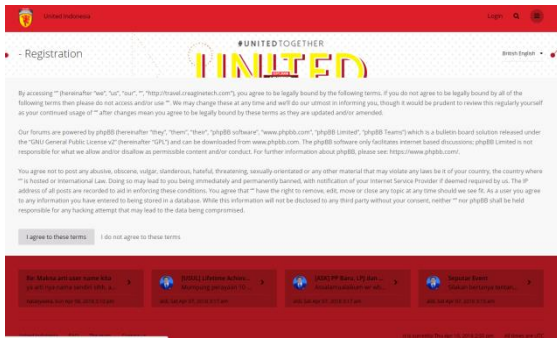 United Indonesia
Login
#UNITEDTOGETHER
UNITED
- Registration
British English
By accessing "" (hereinafter "we", "us", "our", "", "http://travel.creaginetech.com"), you agree to be legally bound by the following terms. If you do not agree to be legally bound by all of the
following terms then please do not access and/or use "". We may change these at any time and we'll do our utmost in informing you, though it would be prudent to review this regularly yourself
as your continued usage of "" after changes mean you agree to be legally bound by these terms as they are updated and/or amended.
Our forums are powered by phpBB (hereinafter "they", "them", "their", "phpBB software", "www.phpbb.com", "phpBB Limited", "phpBB Teams") which is a bulletin board solution released under
the "GNU General Public License v2" (hereinafter "GPL") and can be downloaded from www.phpbb.com. The phpBB software only facilitates internet based discussions; phpBB Limited is not
responsible for what we allow and/or disallow as permissible content and/or conduct. For further information about phpBB, please see: https://www.phpbb.com/.
You agree not to post any abusive, obscene, vulgar, slanderous, hateful, threatening, sexually-orientated or any other material that may violate any laws be it of your country, the country where
"" is hosted or International Law. Doing so may lead to you being immediately and permanently banned, with notification of your Internet Service Provider if deemed required by us. The IP
address of all posts are recorded to aid in enforcing these conditions. You agree that "" have the right to remove, edit, move or close any topic at any time should we see fit. As a user you agree
to any information you have entered to being stored in a database. While this information will not be disclosed to any third party without your consent, neither "" nor phpBB shall be held
responsible for any hacking attempt that may lead to the data being compromised.
I agree to these terms
I do not agree to these terms
Seputar Event